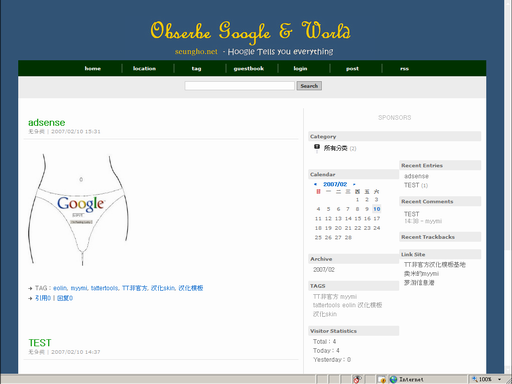 Obserbe Google & World
seungho.net - Hoogle Tells you everything
home location tag guestbook login post rss
Search
adsense
2007/02/10 15:31
Google
TAG : eolin, myymi, tattertools, TT非官方, 汉化skin, 汉化模板
引用0 | 回复0
TEST
2007/02/10 14:37
SPONSORS
Category
所有分类 (2)
Calendar
« 2007/02 »
日 一 二 三 四 五 六
1 2 3
4 5 6 7 8 9 10
11 12 13 14 15 16 17
18 19 20 21 22 23 24
25 26 27 28
Archive
2007/02
TAGS
TT非官方 myymi
tattertools eolin 汉化模板
汉化skin
Visitor Statistics
Total : 4
Today : 4
Yesterday : 0
Recent Entries
adsense
TEST (1)
Recent Comments
TEST
14:38 - myymi
Recent Trackbacks
Link Site
TT非官方汉化模板基地
卖米的myymi
罗游信息港
Internet
100%